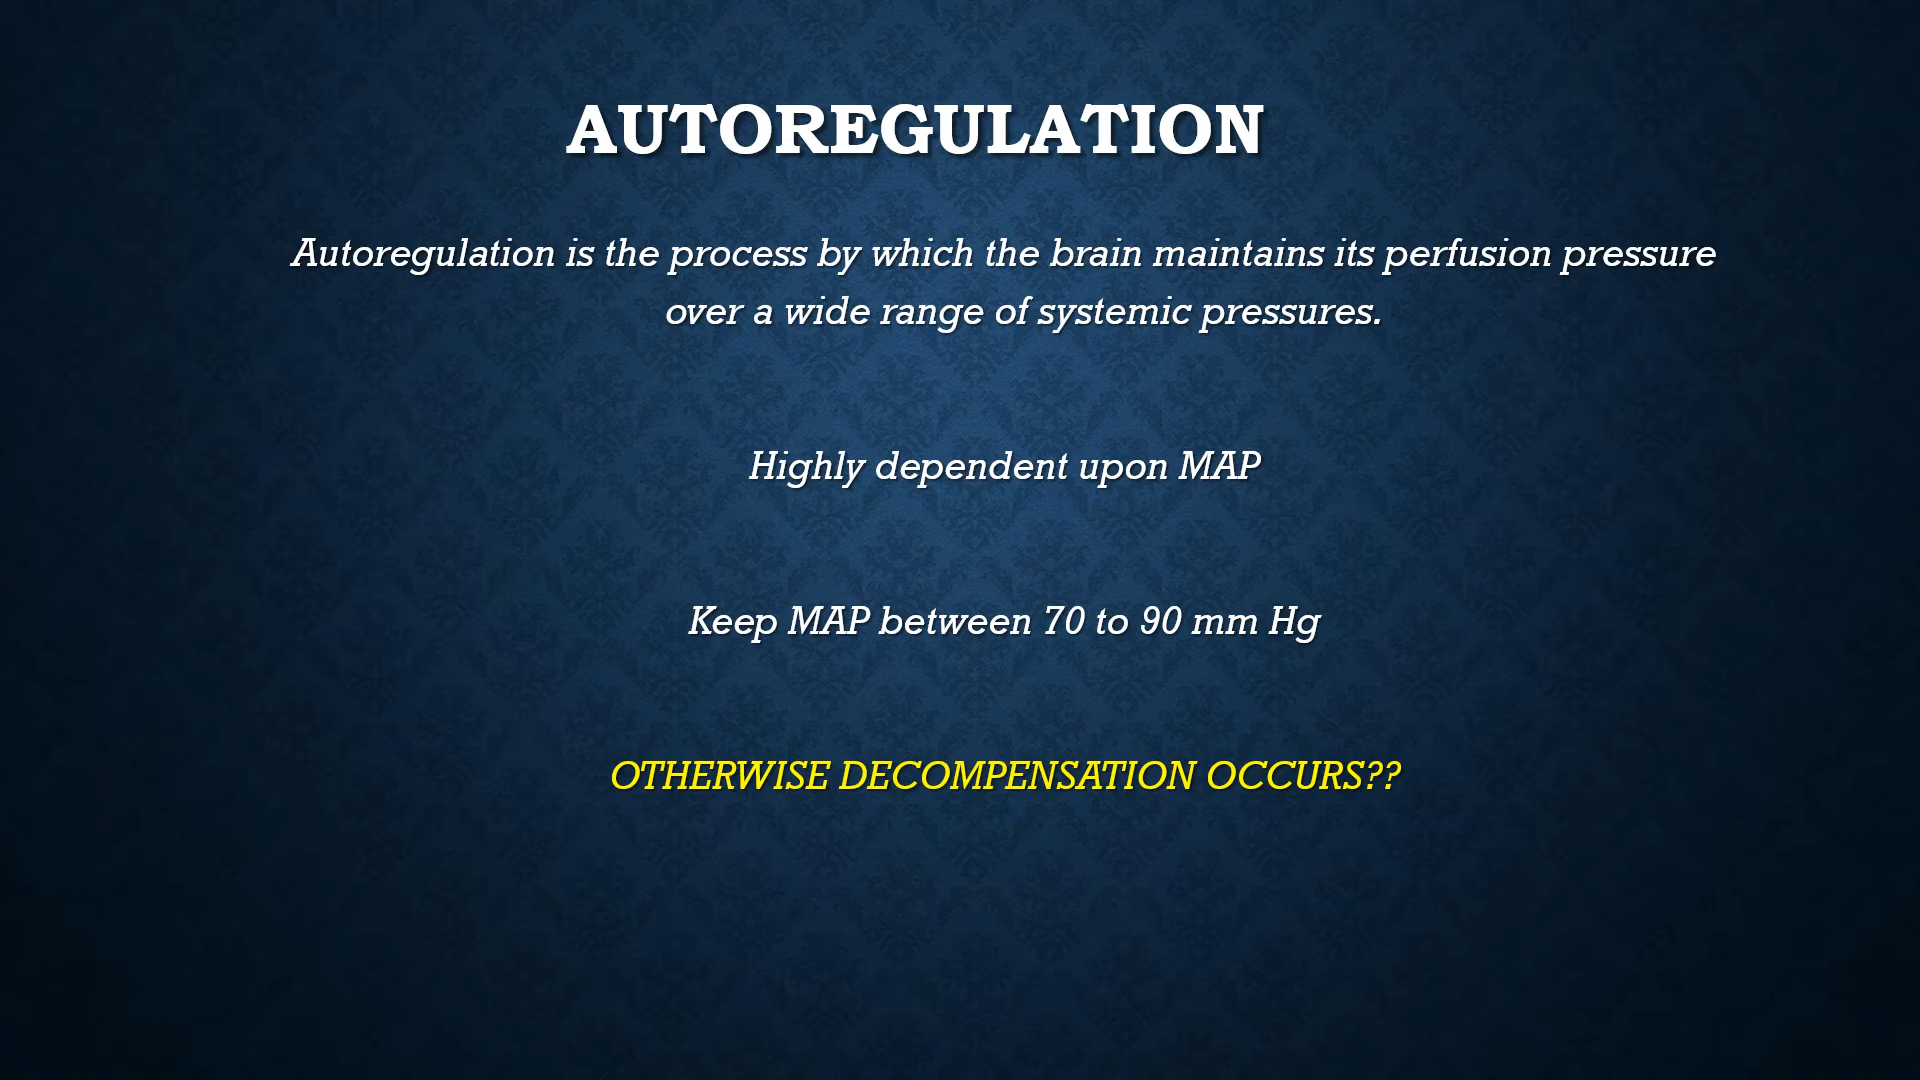 AUTOREGULATION
Autoregulation is the process by which the brain maintains its perfusion pressure
over a wide range of systemic pressures.
Highly dependent upon MAP
Keep MAP between 70 to 90 mm Hg
OTHERWISE DECOMPENSATION OCCURS??